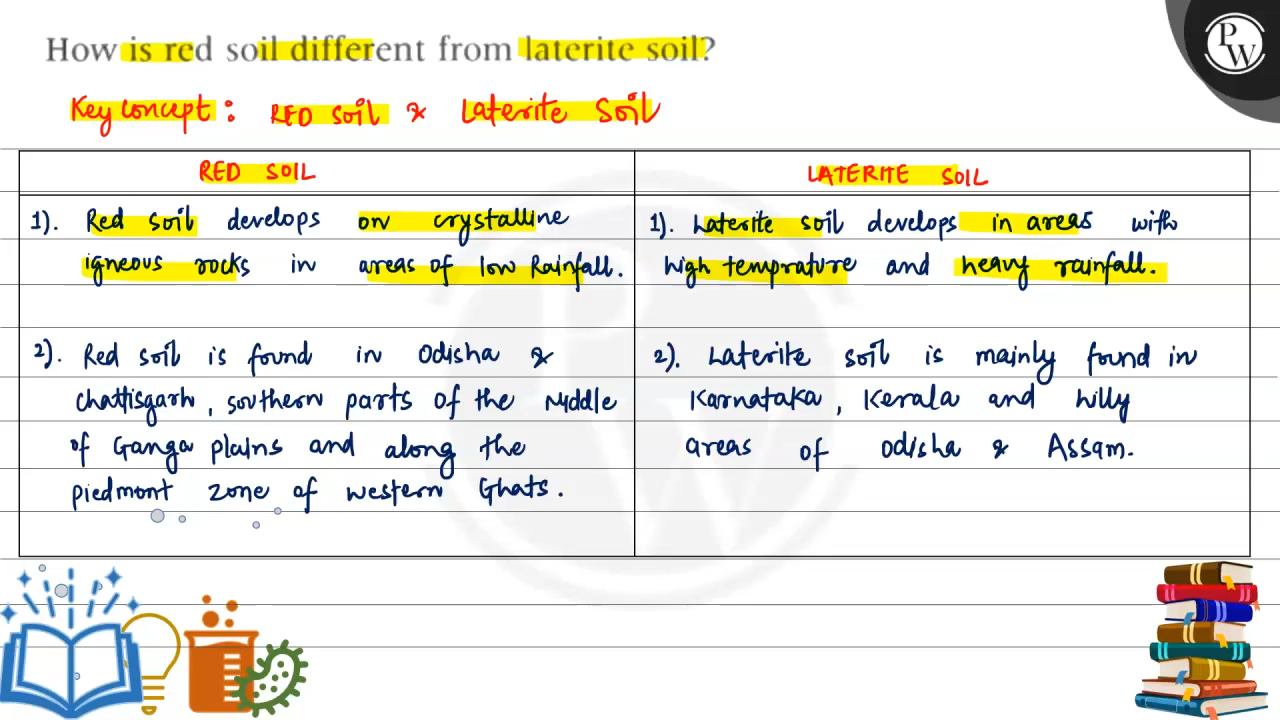 How is red soil different from laterite soil?
PW
Key concept : RED Soil & Laterite Soil
RED SOIL
1). Red soil develops on crystalline
igneous rocks in areas of low Rainfall.
2). Red soil is found in Odisha &
chattisgarh, southern parts of the Middle
of Ganga plains and along the
piedmont zone of western Ghats.
LATERITE SOIL
1). Laterite soil develops in areas with
high temprature and heavy rainfall.
2). Laterite soil is mainly found in
Karnataka, Kerala and hilly
areas of Odisha & Assam.